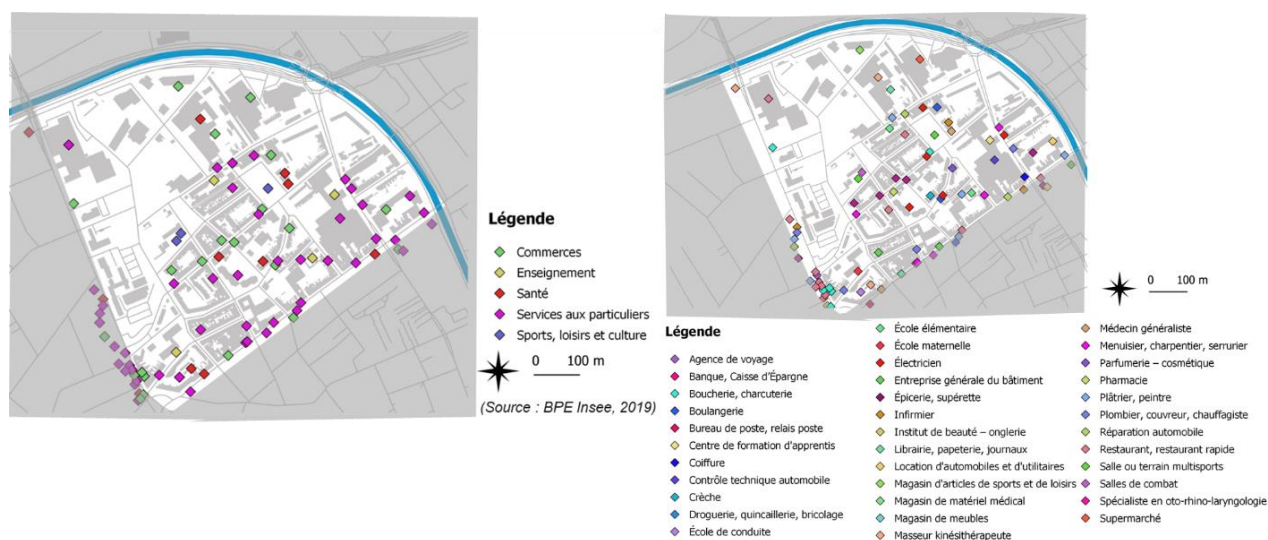 Légende
Commerces
Enseignement
Santé
Services aux particuliers
Sports, loisirs et culture
0 100 m
(Source : BPE Insee, 2019)
0 100 m
Légende
Agence de voyage
Banque, Caisse d'Épargne
Boucherie, charcuterie
Boulangerie
Bureau de poste, relais poste
Centre de formation d'apprentis
Coiffure
Contrôle technique automobile
Crèche
Droguerie, quincaillerie, bricolage
École de conduite
École élémentaire
École maternelle
Électricien
Entreprise générale du bâtiment
Épicerie, supérette
Infirmier
Institut de beauté – onglerie
Librairie, papeterie, journaux
Location d'automobiles et d'utilitaires
Magasin d'articles de sports et de loisirs
Magasin de matériel médical
Magasin de meubles
Masseur kinésithérapeute
Médecin généraliste
Menuisier, charpentier, serrurier
Parfumerie – cosmétique
Pharmacie
Plâtrier, peintre
Plombier, couvreur, chauffagiste
Réparation automobile
Restaurant, restaurant rapide
Salle ou terrain multisports
Salles de combat
Spécialiste en oto-rhino-laryngologie
Supermarché